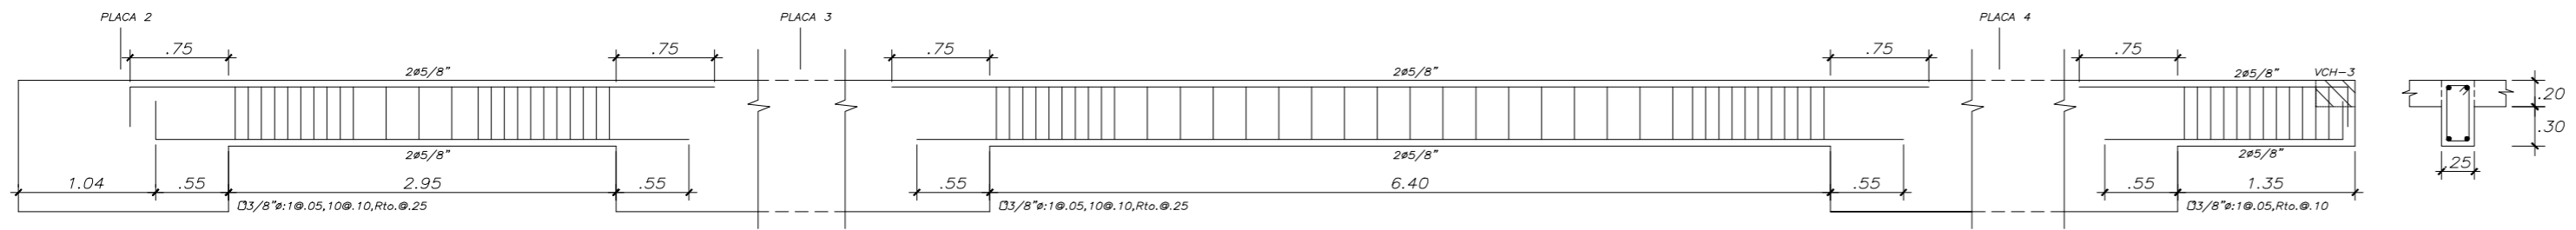 PLACA 2
PLACA 3
PLACA 4
.75
.75
.75
.75
.75
2ø5/8"
2ø5/8"
2ø5/8"
VCH-3
.20
.30
2ø5/8"
2ø5/8"
2ø5/8"
.25
1.04
.55
2.95
.55
.55
6.40
.55
.55
1.35
3/8"ø:1@.05,10@.10,Rto.@.25
3/8"ø:1@.05,10@.10,Rto.@.25
3/8"ø:1@.05,Rto.@.10